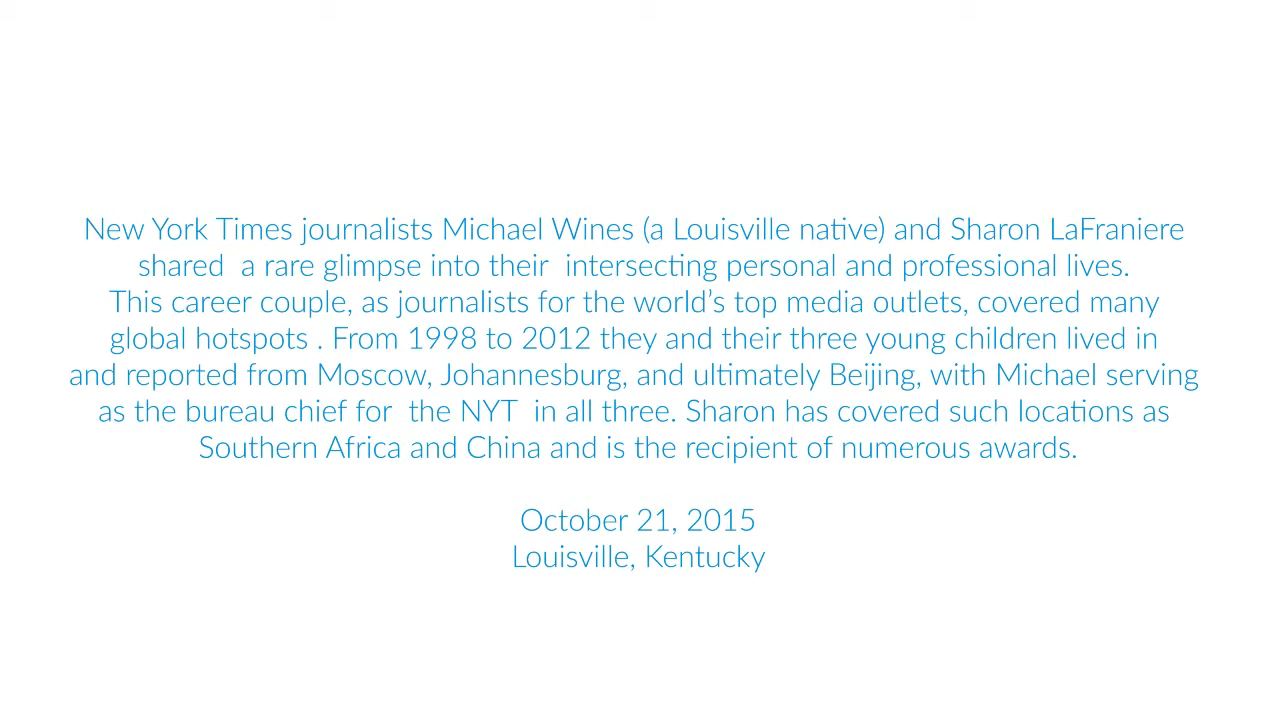 New York Times journalists Michael Wines (a Louisville native) and Sharon LaFraniere
shared  a rare glimpse into their  intersecting personal and professional lives.
This career couple, as journalists for the world’s top media outlets, covered many
global hotspots . From 1998 to 2012 they and their three young children lived in
and reported from Moscow, Johannesburg, and ultimately Beijing, with Michael serving
as the bureau chief for  the NYT  in all three. Sharon has covered such locations as
Southern Africa and China and is the recipient of numerous awards.
October 21, 2015
Louisville, Kentucky